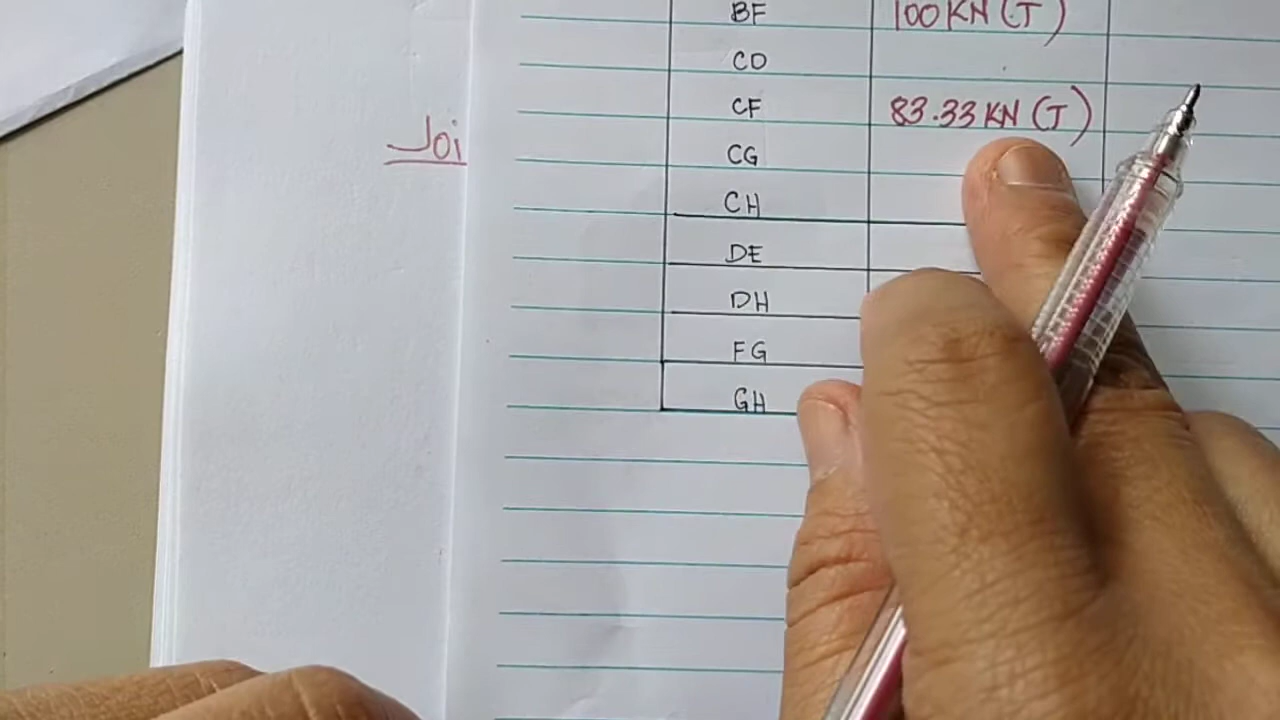 BF 100 KN (T)
CD
CF 83.33 KN (T)
CG
CH
DE
DH
FG
GH
Joi